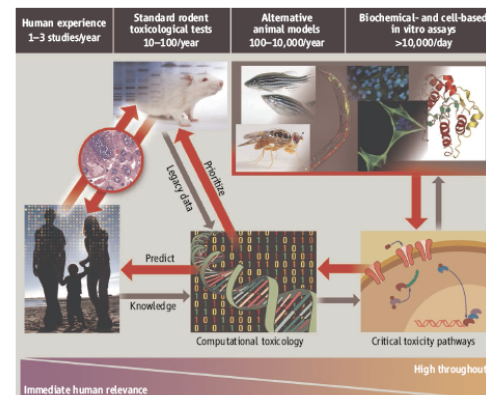 Human experience
1–3 studies/year
Standard rodent
toxicological tests
10–100/year
Alternative
animal models
100–10,000/year
Biochemical- and cell-based
in vitro assays
>10,000/day
Legacy data
Prioritize
Predict
Knowledge
Computational toxicology
Critical toxicity pathways
High throughput
Immediate human relevance